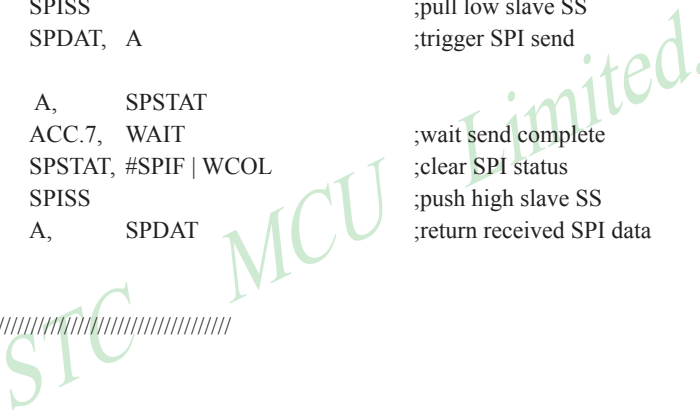 SPISS ;pull low slave SS
SPDAT, A ;trigger SPI send
A, SPSTAT
ACC.7, WAIT ;wait send complete
SPSTAT, #SPIF | WCOL ;clear SPI status
SPISS ;push high slave SS
A, SPDAT ;return received SPI data
///////////////////////////////////
STC MCU Limited.